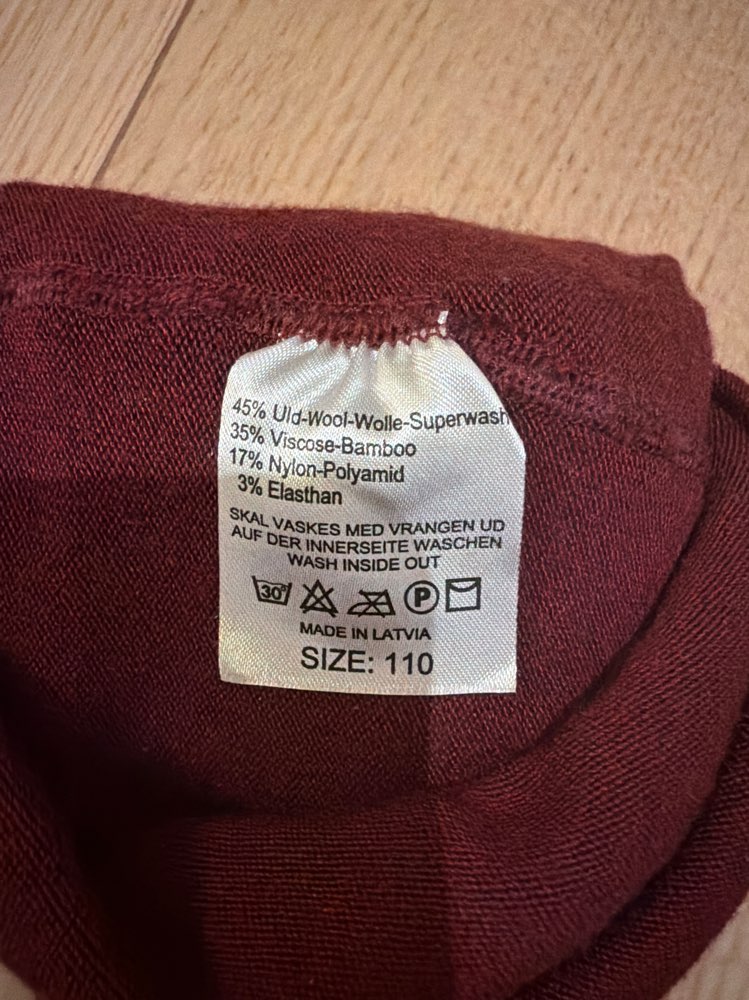 45% Uld-Wool-Wolle-Superwash
35% Viscose-Bamboo
17% Nylon-Polyamid
3% Elasthan
SKAL VASKES MED VRANGEN UD
AUF DER INNERSEITE WASCHEN
WASH INSIDE OUT
30° P
MADE IN LATVIA
SIZE: 110